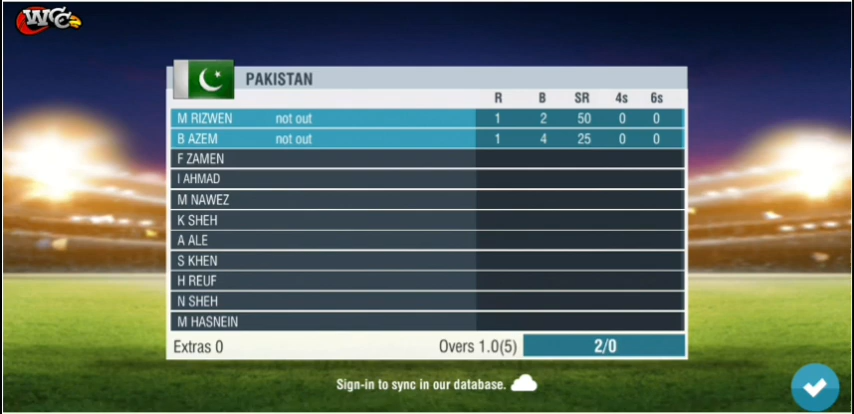 WCC
PAKISTAN
R B SR 4s 6s
M RIZWEN not out 1 2 50 0 0
B AZEM not out 1 4 25 0 0
F ZAMEN
I AHMAD
M NAWEZ
K SHEH
A ALE
S KHEN
H REUF
N SHEH
M HASNEIN
Extras 0 Overs 1.0(5) 2/0
Sign-in to sync in our database.